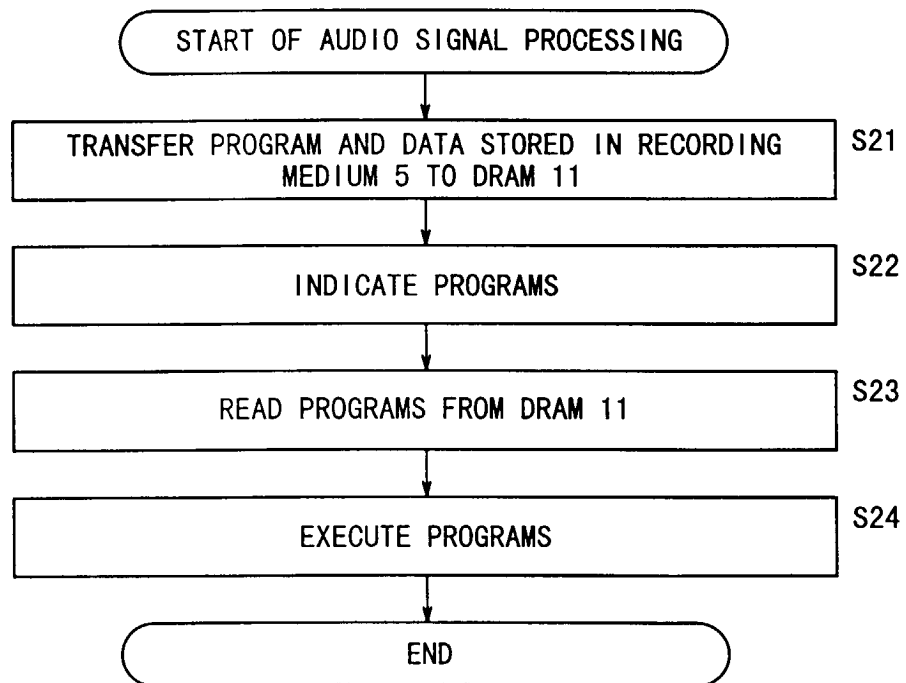 START OF AUDIO SIGNAL PROCESSING
TRANSFER PROGRAM AND DATA STORED IN RECORDING
MEDIUM 5 TO DRAM 11
S21
INDICATE PROGRAMS
S22
READ PROGRAMS FROM DRAM 11
S23
EXECUTE PROGRAMS
S24
END